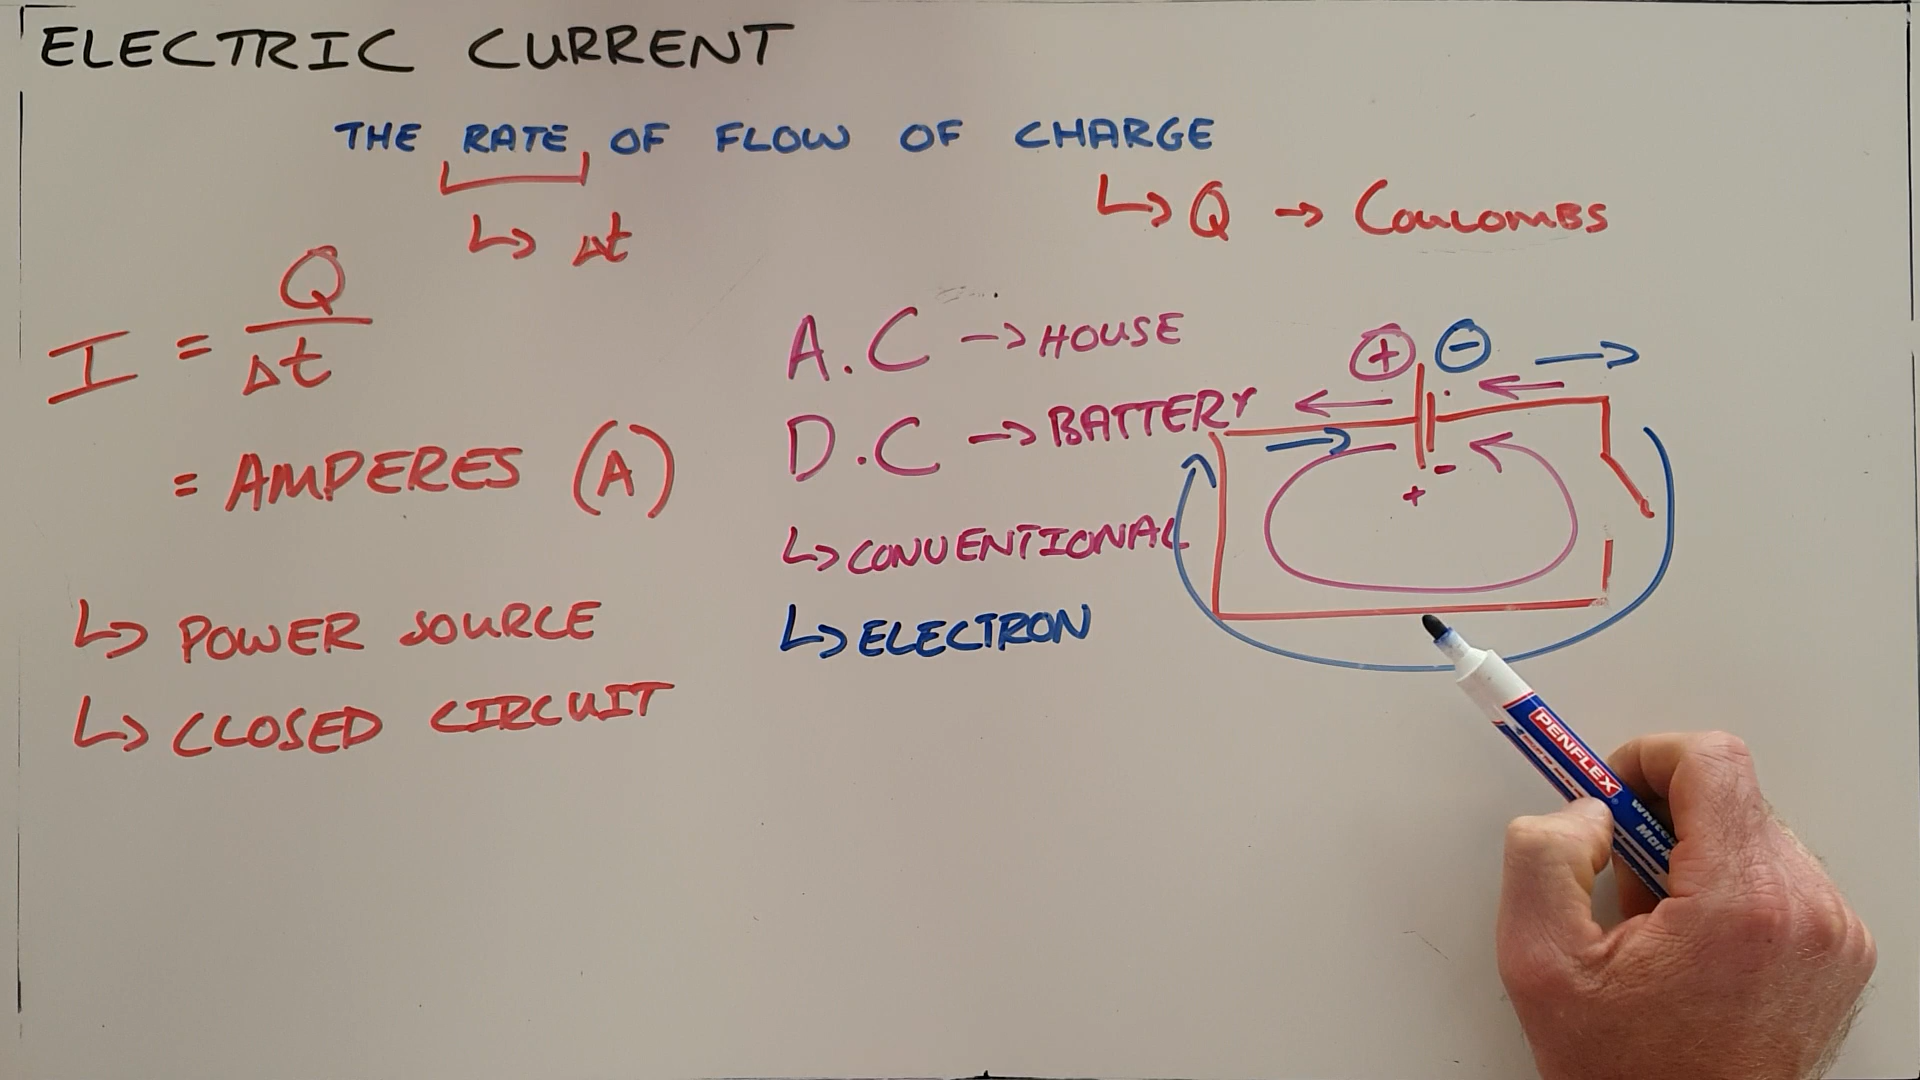 ELECTRIC CURRENT
THE RATE OF FLOW OF CHARGE
↳ Δt
↳ Q → COULOMBS
I = Q / Δt
= AMPERES (A)
↳ POWER SOURCE
↳ CLOSED CIRCUIT
A.C → HOUSE
D.C → BATTERY
↳ CONVENTIONAL
↳ ELECTRON
+ -
+ -
PENFLEX